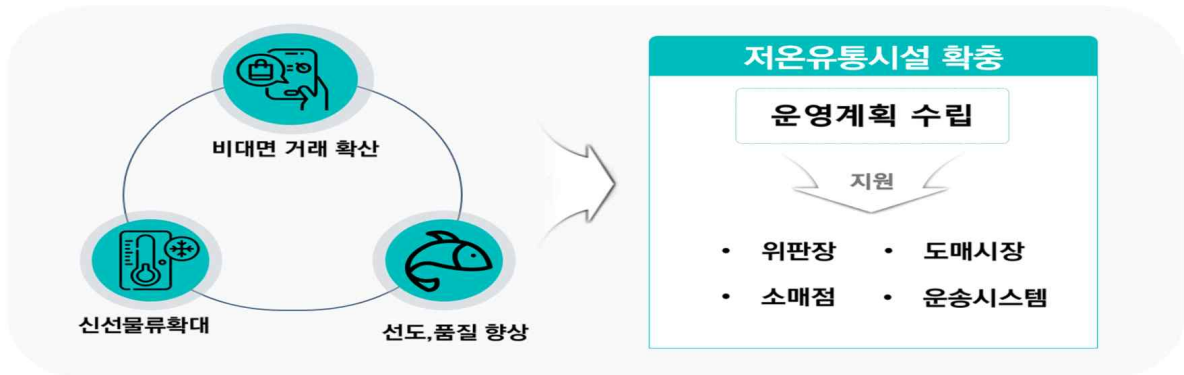 비대면 거래 확산
신선물류확대
선도,품질 향상
저온유통시설 확충
운영계획 수립
지원
• 위판장 • 도매시장
• 소매점 • 운송시스템